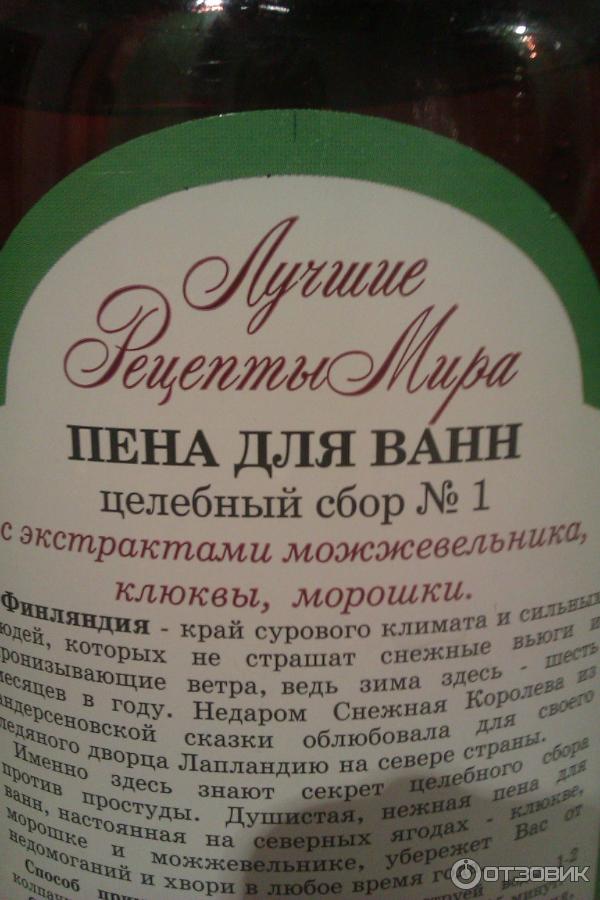 Лучшие
Рецепты Мира
ПЕНА ДЛЯ ВАНН
целебный сбор № 1
с экстрактами можжевельника,
клюквы, морошки.
Финляндия - край сурового климата и сильных
людей, которых не страшат снежные вьюги и
пронизывающие ветра, ведь зима здесь - шесть
месяцев в году. Недаром Снежная Королева из
андерсеновской сказки облюбовала для своего
ледяного дворца Лапландию на севере страны.
Именно здесь знают секрет целебного сбора
против простуды. Душистая, нежная пена для
ванн, настоянная на северных ягодах - клюкве,
морошке и можжевельнике, убережет Вас от
недомоганий и хвори в любое время
Способ 1-2
колпач минут
ОТЗОВИК